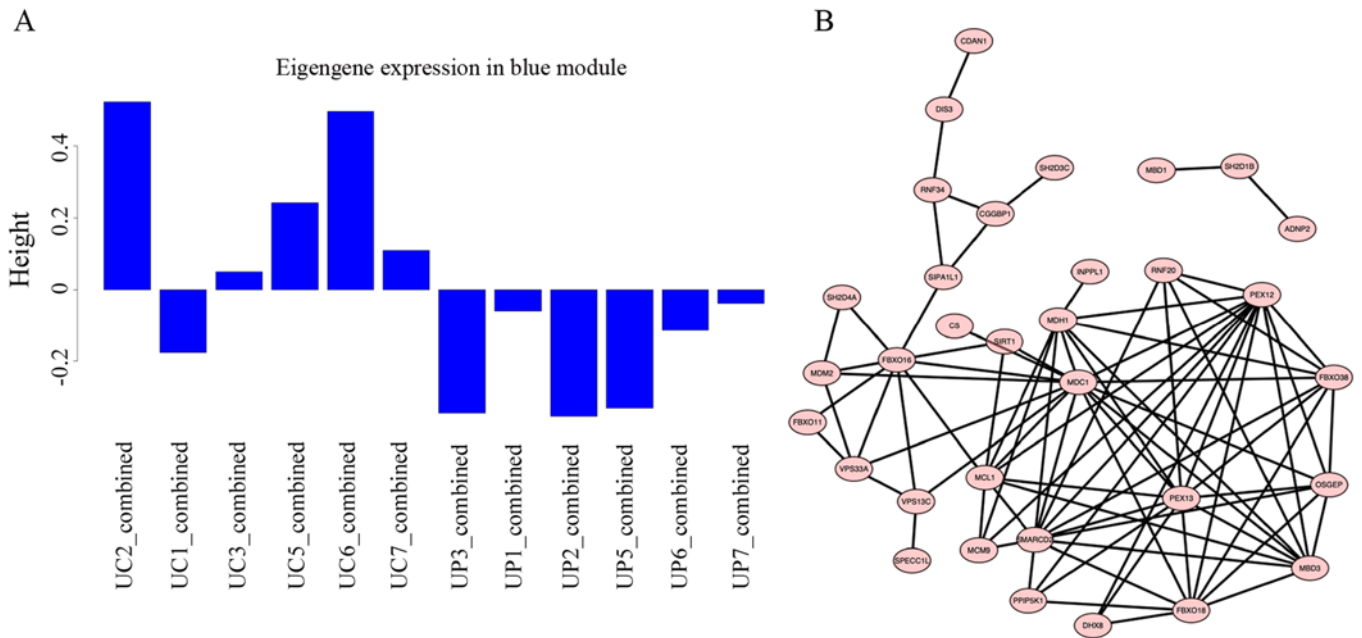 A
B
Eigengene expression in blue module
Height
0.4
0.2
0
-0.2
UC2_combined
UC1_combined
UC3_combined
UC5_combined
UC6_combined
UC7_combined
UP3_combined
UP1_combined
UP2_combined
UP5_combined
UP6_combined
UP7_combined
CDAN1
DIS3
SH2D3C
RNF34
CGGBP1
MBD1
SH2D1B
ADNP2
SIPA1L1
INPPL1
RNF20
PEX12
SH2D4A
CS
MDH1
SIRT1
FBXO16
MDM2
MDC1
FBXO38
FBXO11
VPS33A
MCL1
OSGEP
VPS13C
PEX13
SPECC1L
MCM9
SMARCD3
MBD3
PPIP5K1
FBXO18
DHX8